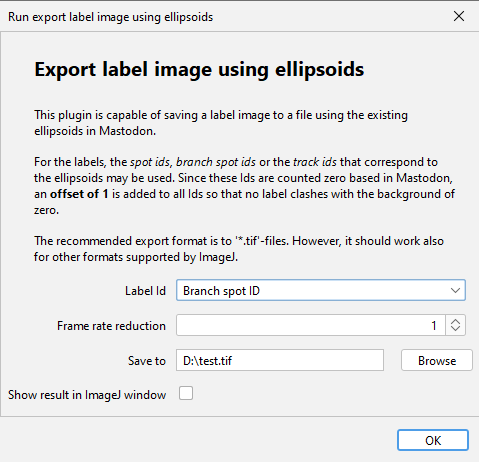 Run export label image using ellipsoids
Export label image using ellipsoids
This plugin is capable of saving a label image to a file using the existing
ellipsoids in Mastodon.
For the labels, the spot ids, branch spot ids or the track ids that correspond to
the ellipsoids may be used. Since these Ids are counted zero based in Mastodon,
an offset of 1 is added to all Ids so that no label clashes with the background of
zero.
The recommended export format is to '*.tif'-files. However, it should work also
for other formats supported by ImageJ.
Label Id Branch spot ID
Frame rate reduction 1
Save to D:\test.tif Browse
Show result in ImageJ window
OK